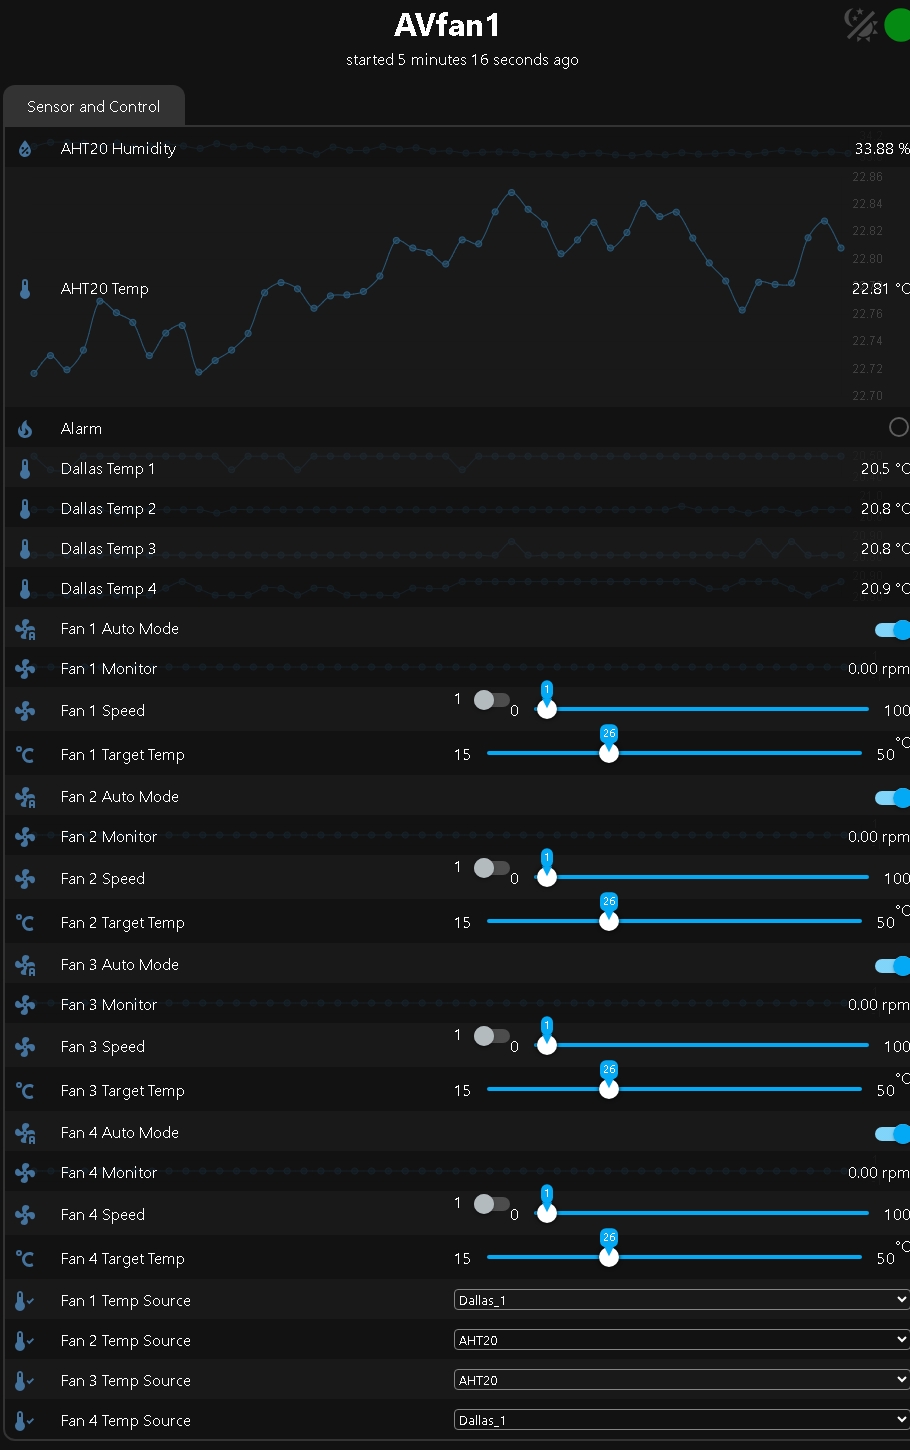 AVfan1
started 5 minutes 16 seconds ago
Sensor and Control
AHT20 Humidity 33.88 %
22.86
22.84
22.82
22.80
AHT20 Temp 22.81 °C
22.76
22.74
22.72
22.70
Alarm
Dallas Temp 1 20.5 °C
Dallas Temp 2 20.8 °C
Dallas Temp 3 20.8 °C
Dallas Temp 4 20.9 °C
Fan 1 Auto Mode
Fan 1 Monitor 0.00 rpm
Fan 1 Speed 1 0 1 100
Fan 1 Target Temp 15 26 50 °C
Fan 2 Auto Mode
Fan 2 Monitor 0.00 rpm
Fan 2 Speed 1 0 1 100
Fan 2 Target Temp 15 26 50 °C
Fan 3 Auto Mode
Fan 3 Monitor 0.00 rpm
Fan 3 Speed 1 0 1 100
Fan 3 Target Temp 15 26 50 °C
Fan 4 Auto Mode
Fan 4 Monitor 0.00 rpm
Fan 4 Speed 1 0 1 100
Fan 4 Target Temp 15 26 50 °C
Fan 1 Temp Source Dallas_1
Fan 2 Temp Source AHT20
Fan 3 Temp Source AHT20
Fan 4 Temp Source Dallas_1